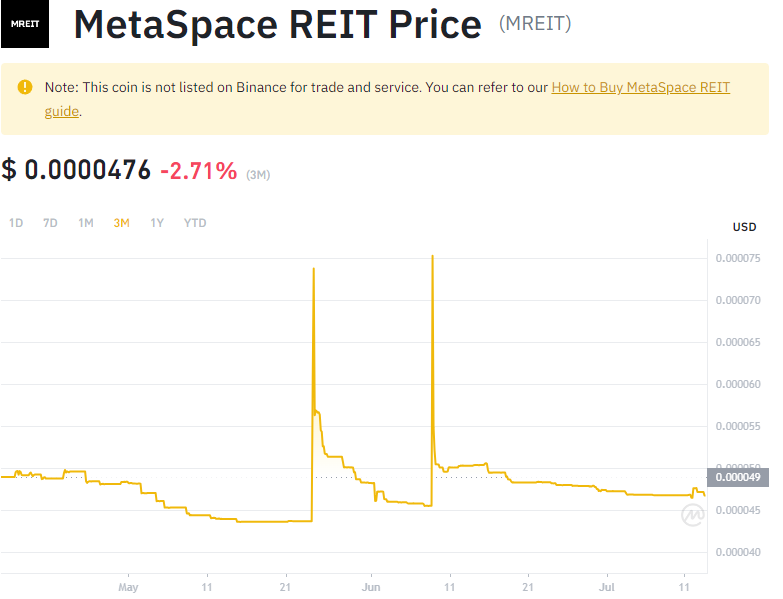 MREIT
MetaSpace REIT Price (MREIT)
Note: This coin is not listed on Binance for trade and service. You can refer to our How to Buy MetaSpace REIT
guide.
$ 0.0000476 -2.71% (3M)
1D 7D 1M 3M 1Y YTD
USD
0.000075
0.000070
0.000065
0.000060
0.000055
0.000050
0.000049
0.000045
0.000040
May 11 21 Jun 11 21 Jul 11